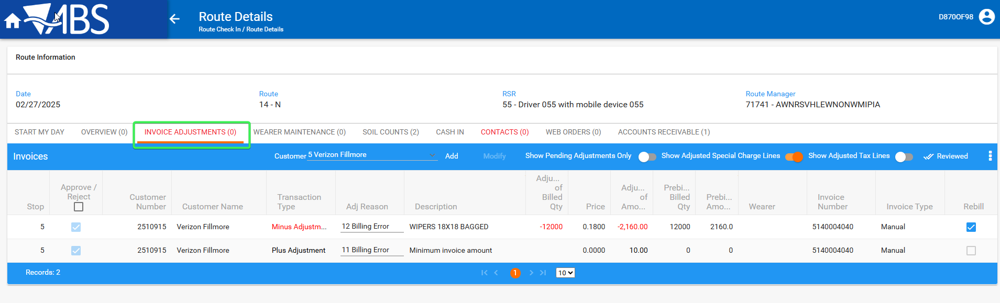 ABS
Route Details
Route Check In / Route Details
D870OF98
Route Information
Date
02/27/2025
Route
14 - N
RSR
55 - Driver 055 with mobile device 055
Route Manager
71741 - AWNRSVHLEWNONWMIPIA
START MY DAY
OVERVIEW (0)
INVOICE ADJUSTMENTS (0)
WEARER MAINTENANCE (0)
SOIL COUNTS (2)
CASH IN
CONTACTS (0)
WEB ORDERS (0)
ACCOUNTS RECEIVABLE (1)
Invoices
Customer 5 Verizon Fillmore
Add
Modify
Show Pending Adjustments Only
Show Adjusted Special Charge Lines
Show Adjusted Tax Lines
Reviewed
Stop
Approve /
Reject
Customer
Number
Customer Name
Transaction
Type
Adj Reason
Description
Adju...
of
Billed
Qty
Price
Adju...
of
Amo...
Prebi...
Billed
Qty
Prebi...
Amo...
Wearer
Invoice
Number
Invoice Type
Rebill
5 2510915 Verizon Fillmore Minus Adjustm... 12 Billing Error WIPERS 18X18 BAGGED -12000 0.1800 -2,160.00 12000 2160.0 5140004040 Manual
5 2510915 Verizon Fillmore Plus Adjustment 11 Billing Error Minimum invoice amount 0.0000 10.00 0 0 5140004040 Manual
Records: 2
1
10